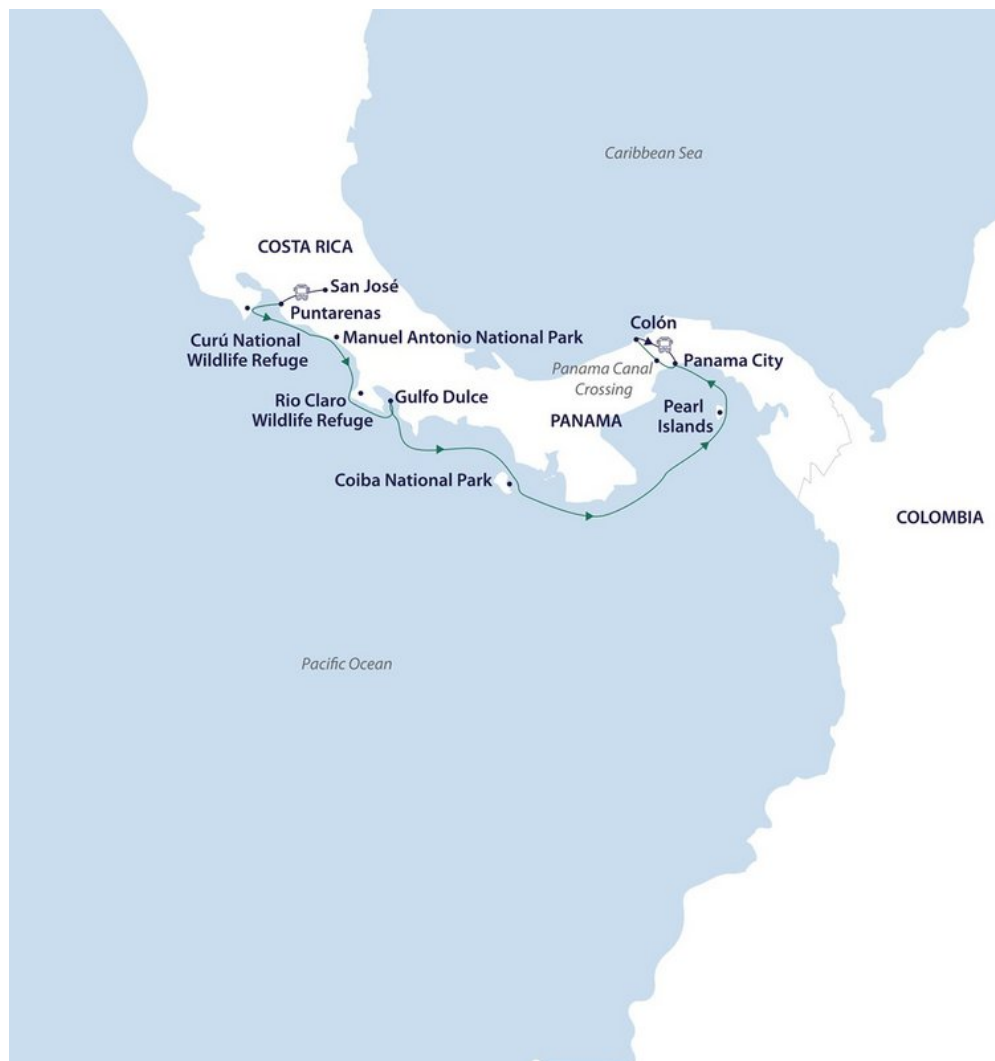 Caribbean Sea
COSTA RICA
San José
Puntarenas
Curú National
Wildlife Refuge
Manuel Antonio National Park
Rio Claro
Wildlife Refuge
Gulfo Dulce
Coiba National Park
Colón
Panama City
Panama Canal
Crossing
PANAMA
Pearl
Islands
COLOMBIA
Pacific Ocean